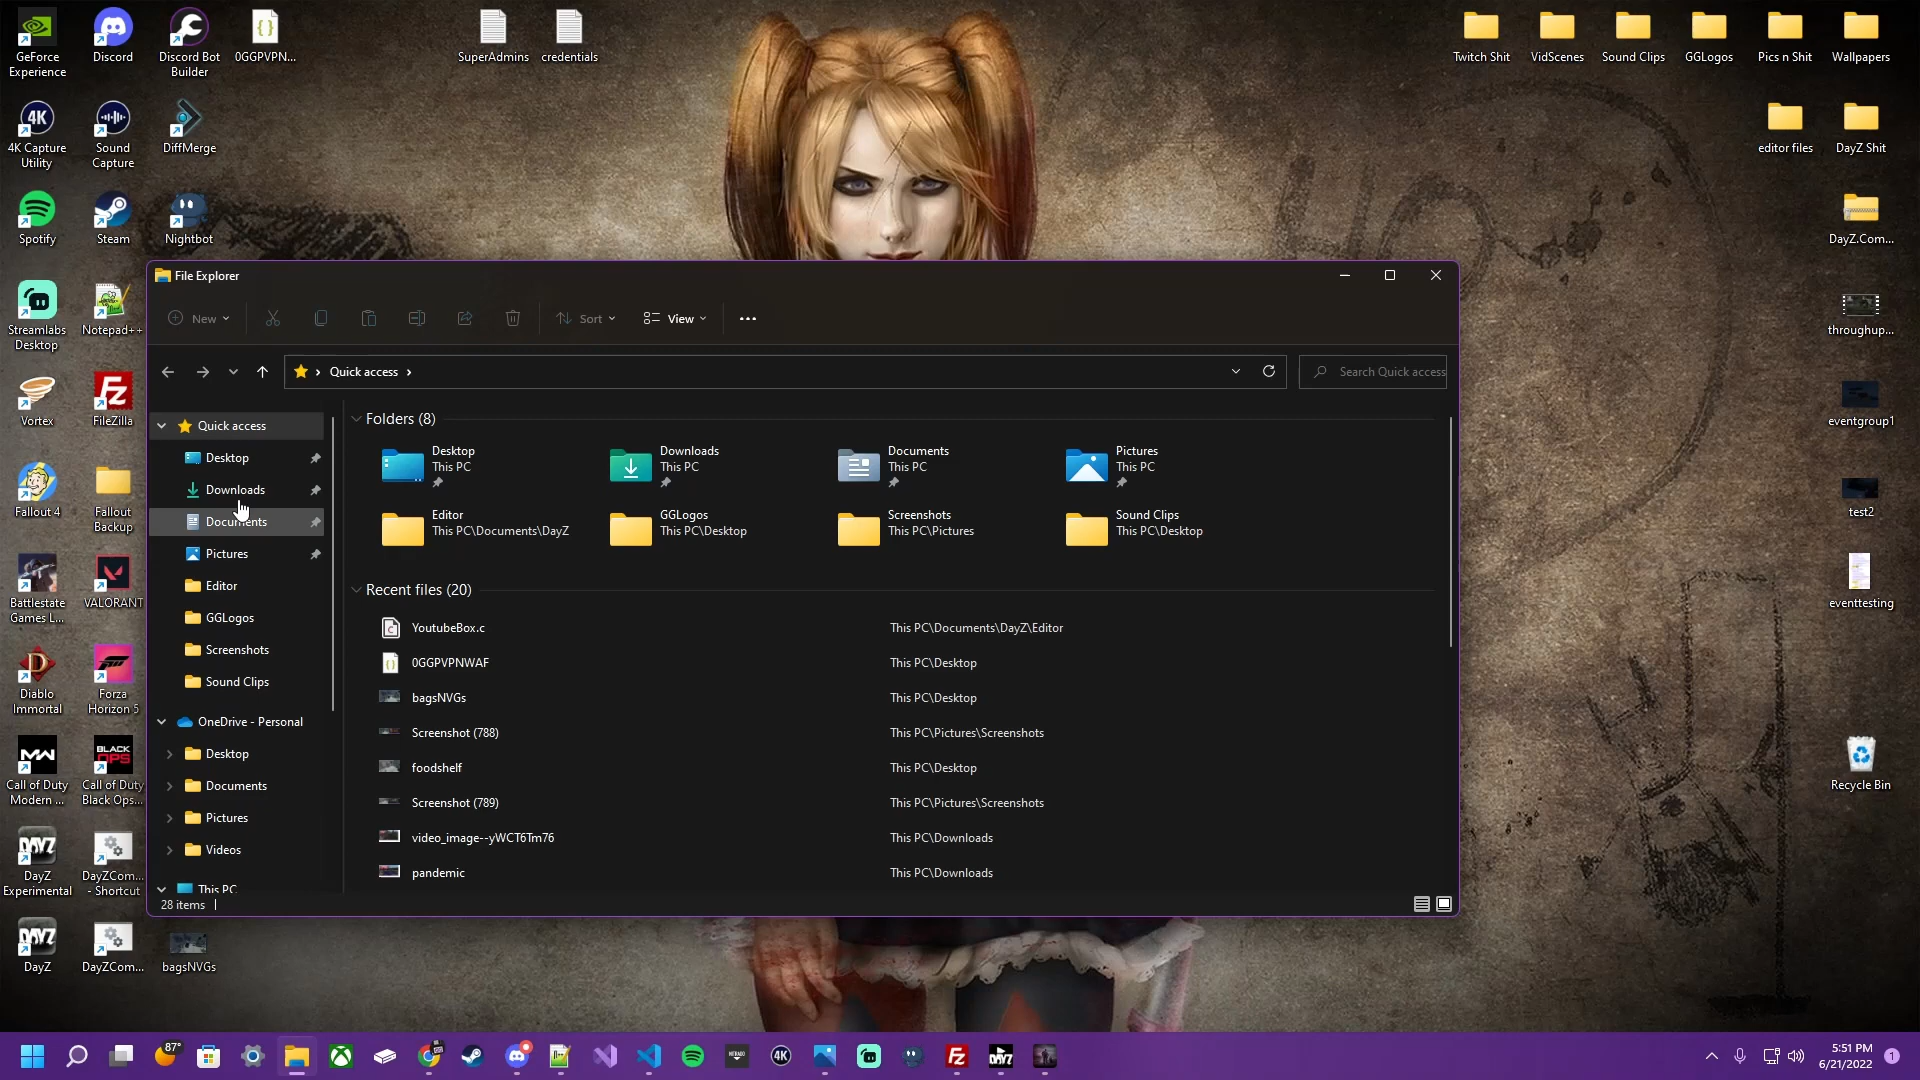 GeForce Experience
Discord
Discord Bot Builder
0GGPVPN...
SuperAdmins
credentials
Twitch Shit
VidScenes
Sound Clips
GGLogos
Pics n Shit
Wallpapers
4K Capture Utility
Sound Capture
DiffMerge
editor files
DayZ Shit
Spotify
Steam
Nightbot
DayZ.Com...
Streamlabs Desktop
Notepad++
throughup...
Vortex
FileZilla
eventgroup1
Fallout 4
Fallout Backup
test2
Battlestate Games L...
VALORANT
eventtesting
Diablo Immortal
Forza Horizon 5
Call of Duty Modern ...
Call of Duty Black Ops...
Recycle Bin
DayZ Experimental
DayZCom... - Shortcut
DayZ
DayZCom...
bagsNVGs
File Explorer
New
Sort
View
Quick access
Search Quick access
Quick access
Desktop
Downloads
Documents
Pictures
Editor
GGLogos
Screenshots
Sound Clips
OneDrive - Personal
Desktop
Documents
Pictures
Videos
This PC
Folders (8)
Desktop
This PC
Downloads
This PC
Documents
This PC
Pictures
This PC
Editor
This PC\Documents\DayZ
GGLogos
This PC\Desktop
Screenshots
This PC\Pictures
Sound Clips
This PC\Desktop
Recent files (20)
YoutubeBox.c This PC\Documents\DayZ\Editor
0GGPVPNWAF This PC\Desktop
bagsNVGs This PC\Desktop
Screenshot (788) This PC\Pictures\Screenshots
foodshelf This PC\Desktop
Screenshot (789) This PC\Pictures\Screenshots
video_image--yWCT6Tm76 This PC\Downloads
pandemic This PC\Downloads
28 items
87°
5:51 PM
6/21/2022
1